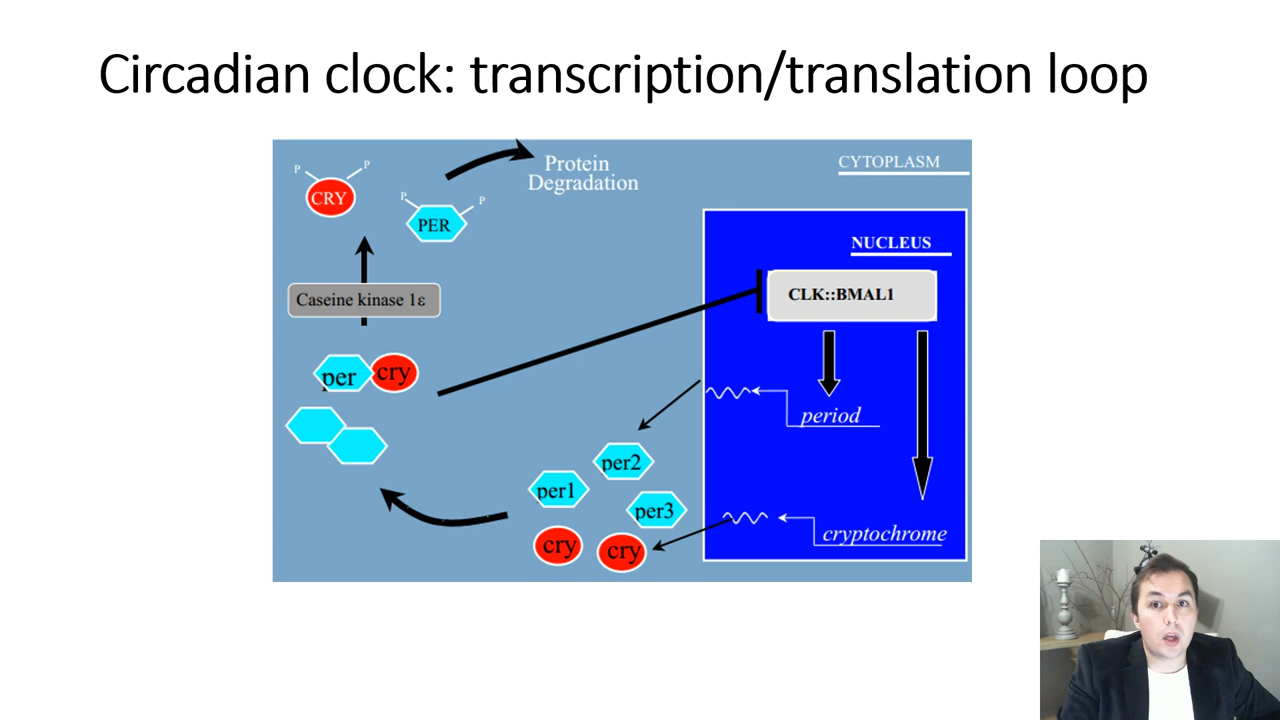 Circadian clock: transcription/translation loop
P
P
CRY
P
P
PER
Protein
Degradation
CYTOPLASM
NUCLEUS
CLK::BMAL1
Caseine kinase 1ε
per
cry
period
per2
per1
per3
cry
cry
cryptochrome